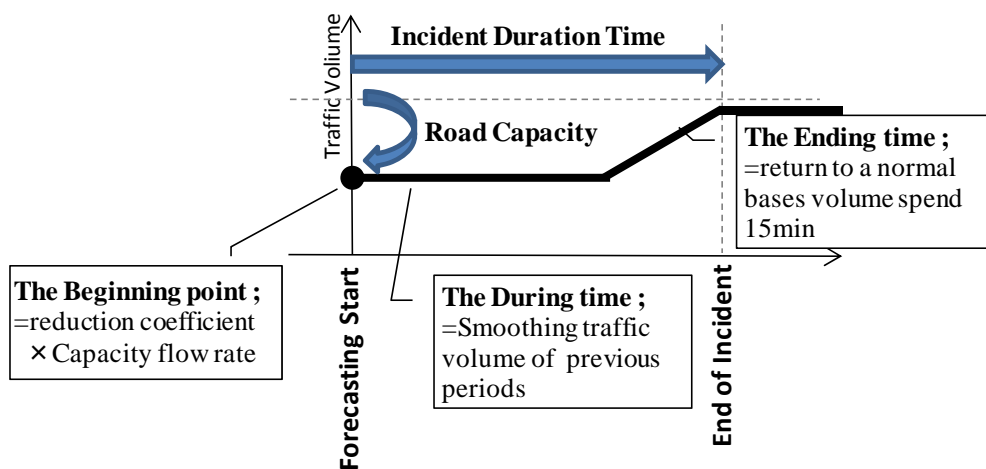 Incident Duration Time
Traffic Voliume
Road Capacity
The Ending time ;
=return to a normal
bases volume spend
15min
The Beginning point ;
=reduction coefficient
× Capacity flow rate
The During time ;
=Smoothing traffic
volume of previous
periods
Forecasting Start
End of Incident